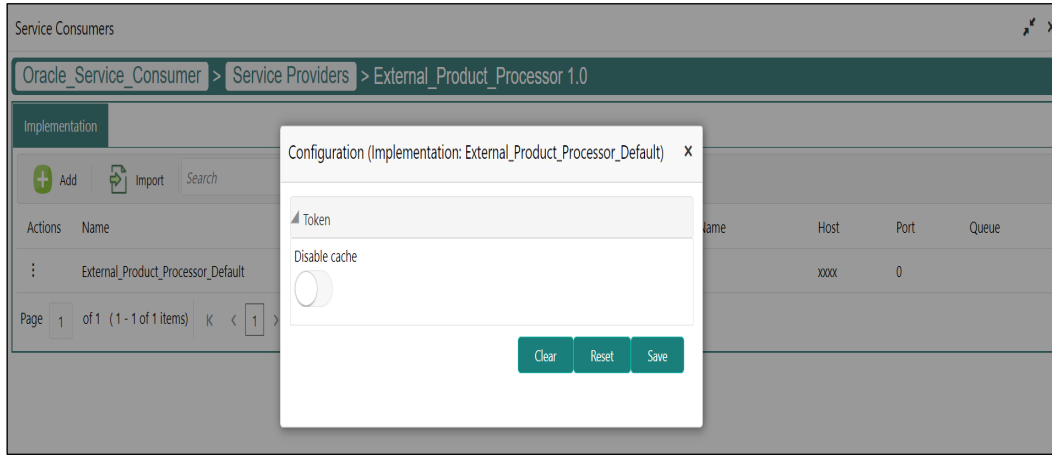 Service Consumers
Oracle_Service_Consumer > Service Providers > External_Product_Processor 1.0
Implementation
Configuration (Implementation: External_Product_Processor_Default) x
Add Import Search
Token
Actions Name Host Port Queue
Disable cache
External_Product_Processor_Default xxxx 0
Page 1 of 1 (1 - 1 of 1 items) K < 1 >
Clear Reset Save